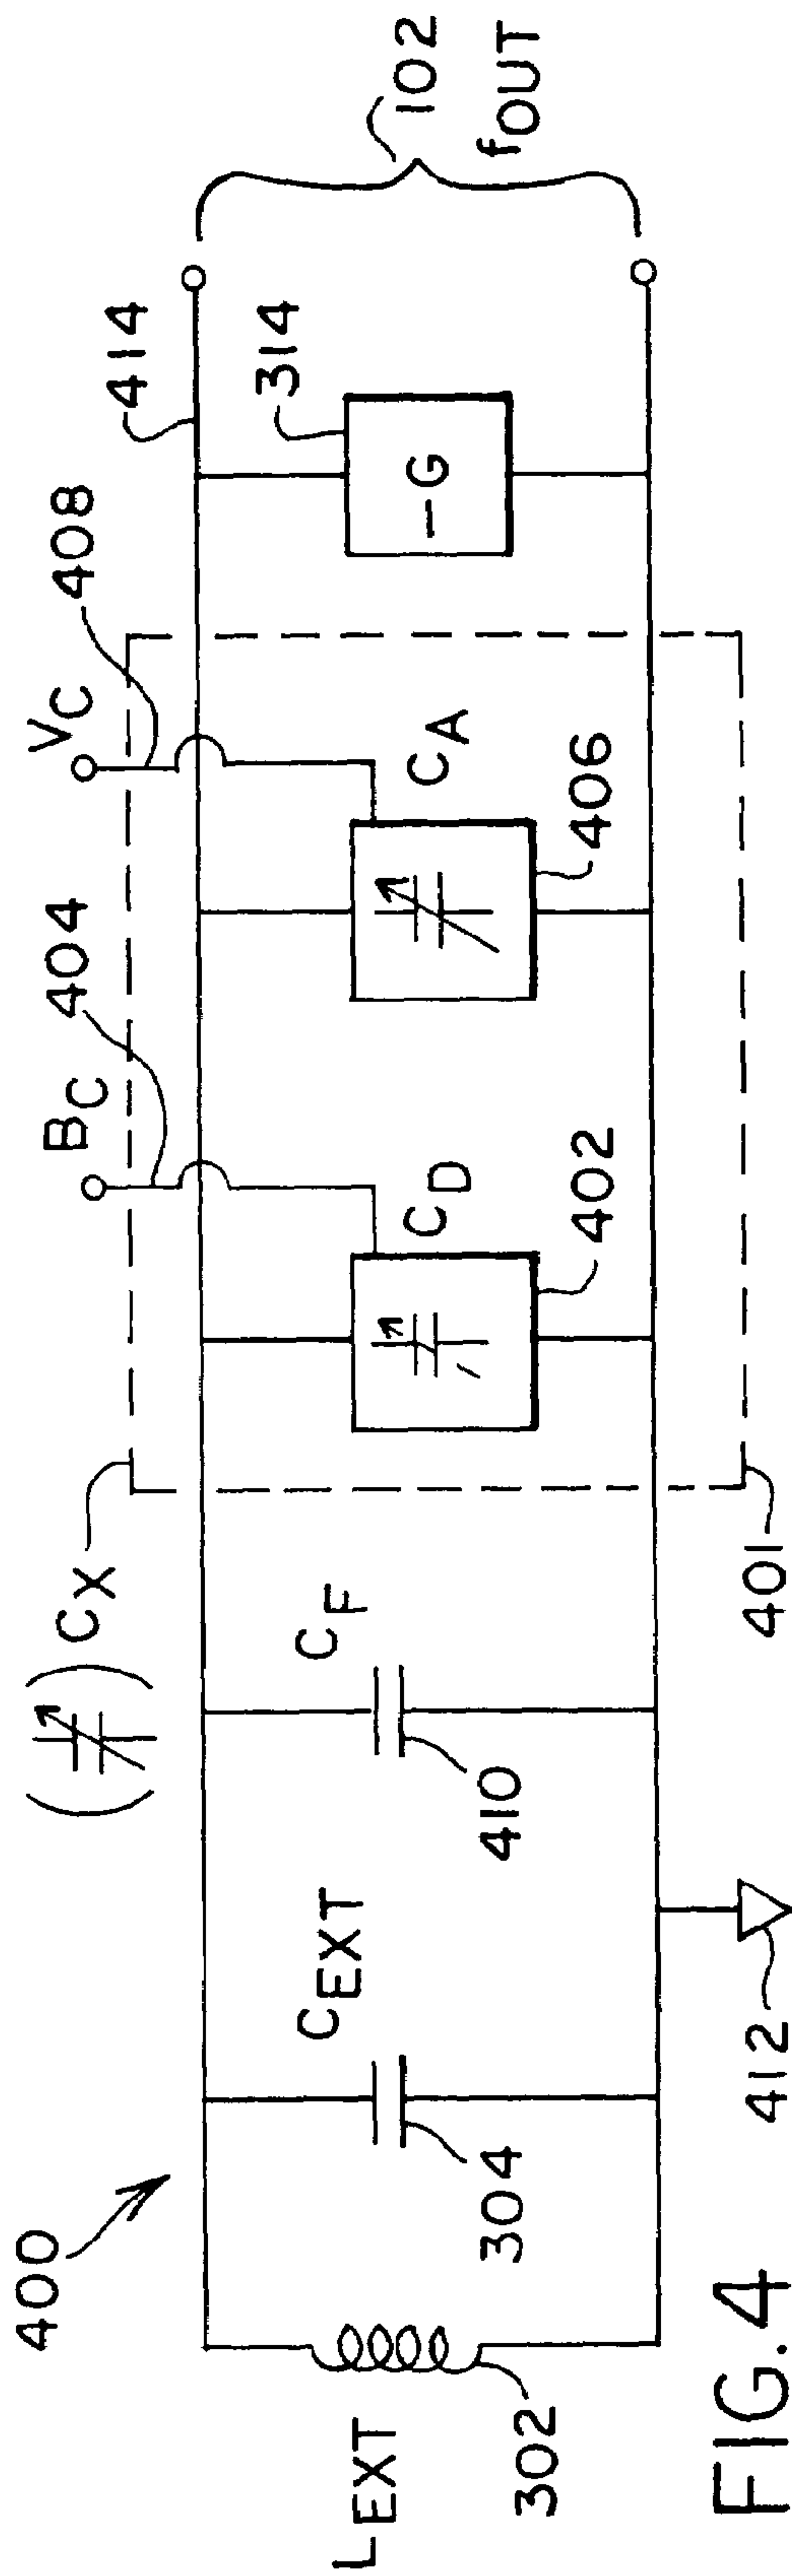 400
C_X
B_C
404
V_C
408
414
L_EXT
302
C_EXT
304
C_F
410
C_D
402
C_A
406
-G
314
102
f_OUT
412
401
FIG. 4